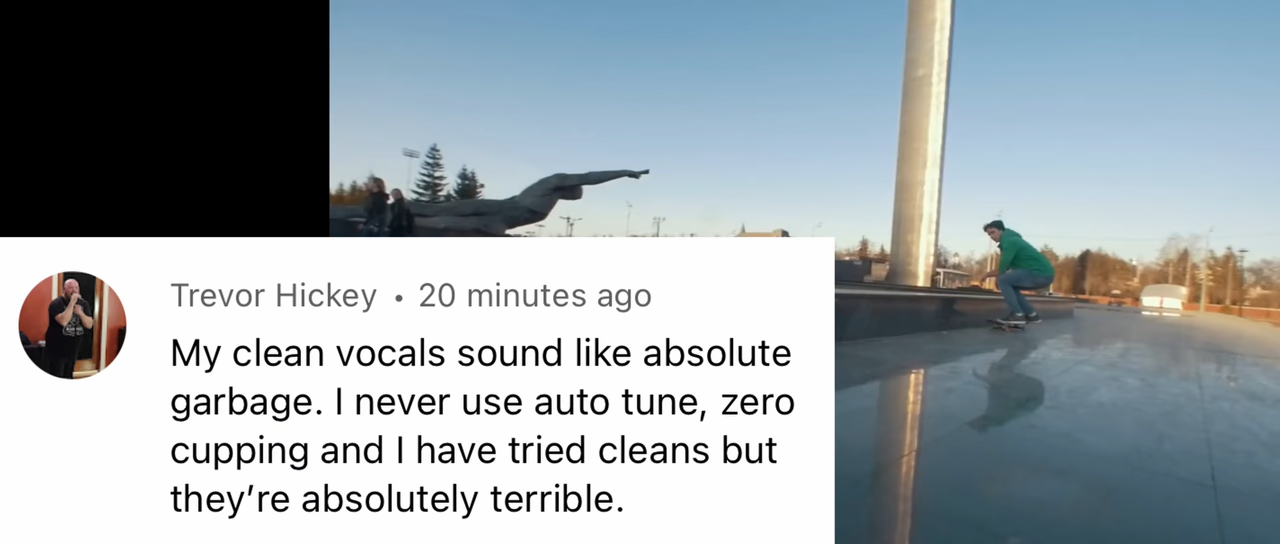 Trevor Hickey • 20 minutes ago
My clean vocals sound like absolute
garbage. I never use auto tune, zero
cupping and I have tried cleans but
they’re absolutely terrible.